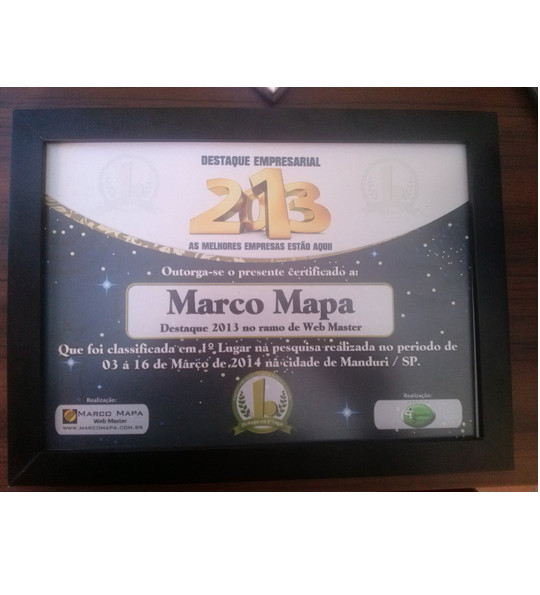 DESTAQUE EMPRESARIAL
2013
AS MELHORES EMPRESAS ESTÃO AQUI!
Outorga-se o presente certificado a:
Marco Mapa
Destaque 2013 no ramo de Web Master
Que foi classificada em 1º Lugar na pesquisa realizada no periodo de
03 á 16 de Março de 2014 na cidade de Manduri / SP.
Realização:
MARCO MAPA
Web Master
WWW.MARCOMAPA.COM.BR
Realização: